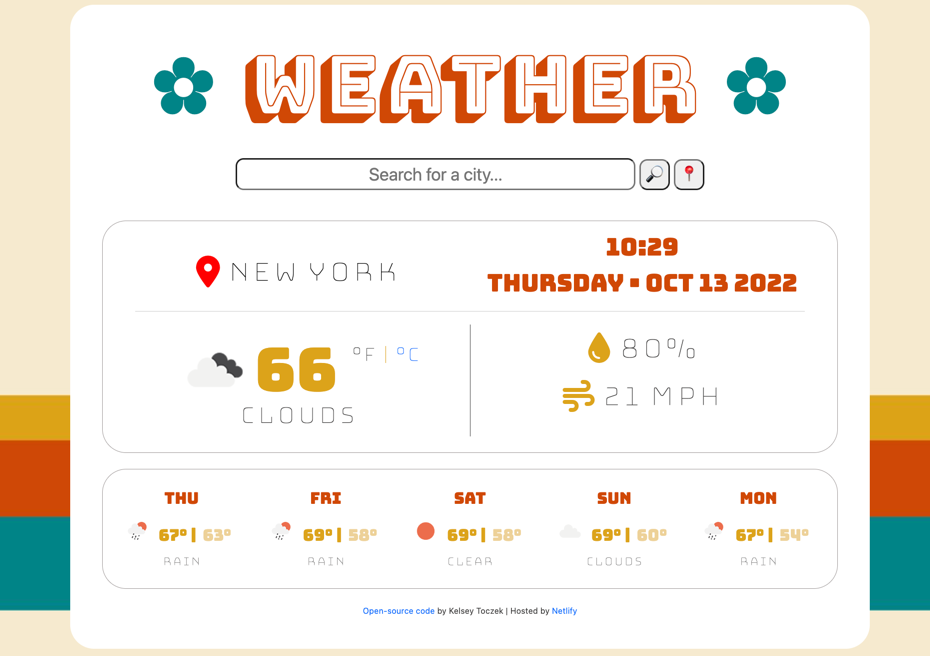 WEATHER
Search for a city...
NEW YORK
10:29
THURSDAY ▪ OCT 13 2022
66 °F | °C
CLOUDS
80%
21 MPH
THU FRI SAT SUN MON
67° | 63° 69° | 58° 69° | 58° 69° | 60° 67° | 54°
RAIN RAIN CLEAR CLOUDS RAIN
Open-source code by Kelsey Toczek | Hosted by Netlify